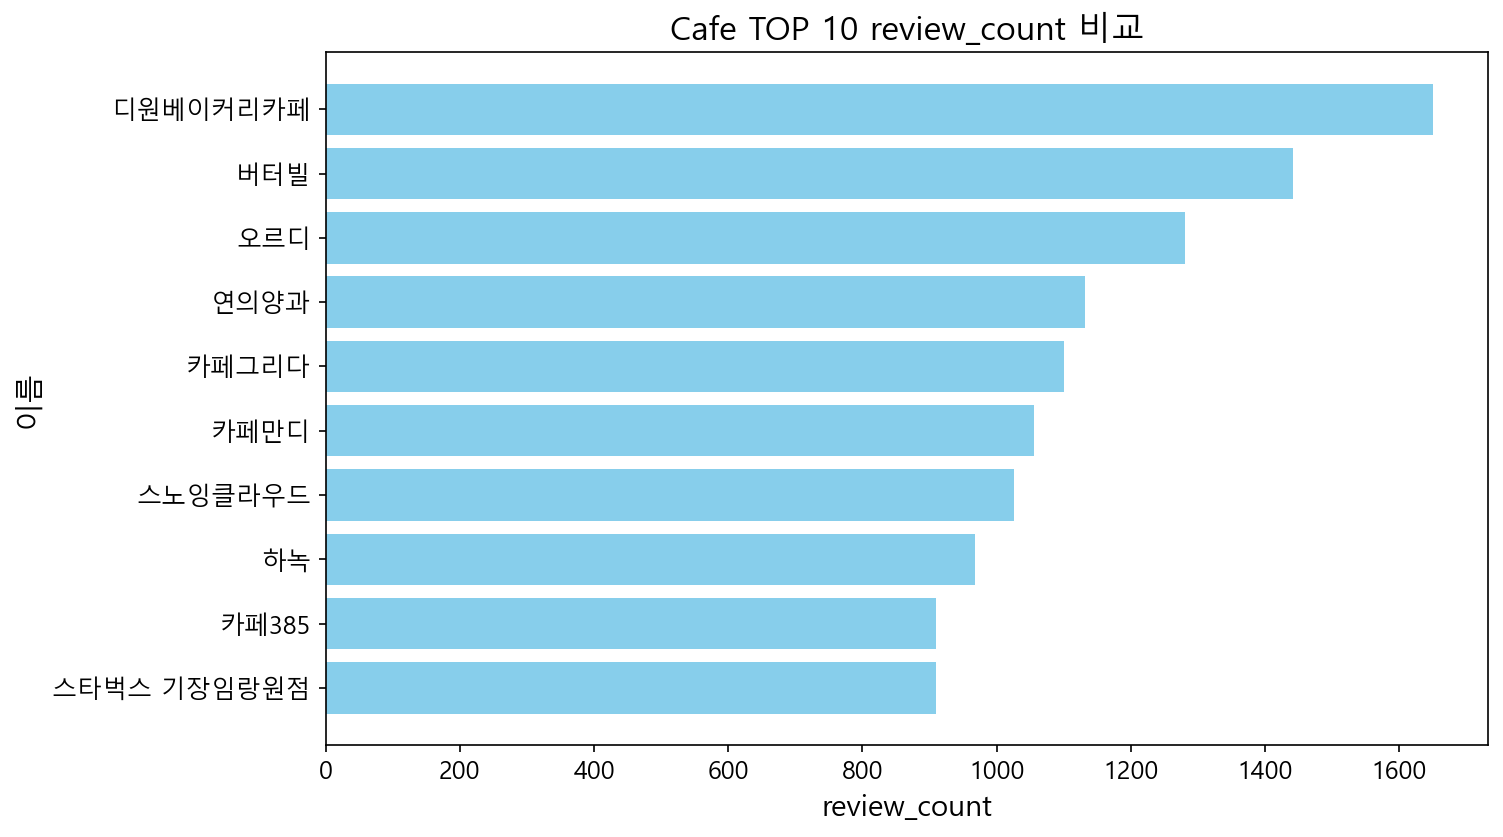 Cafe TOP 10 review_count 비교
이름
디원베이커리카페
버터빌
오르디
연의양과
카페그리다
카페만디
스노잉클라우드
하녹
카페385
스타벅스 기장임랑원점
0 200 400 600 800 1000 1200 1400 1600
review_count